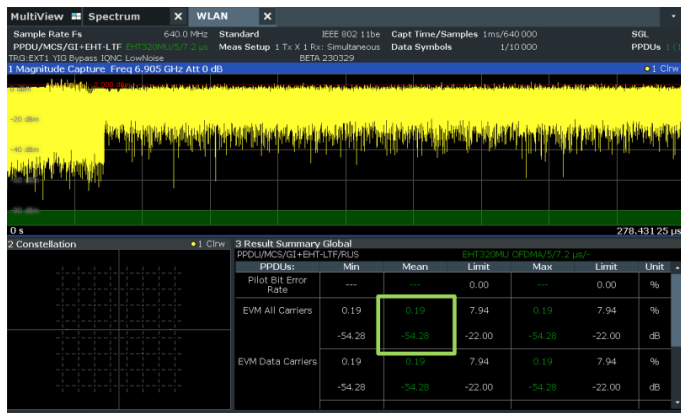 MultiView Spectrum X WLAN X
Sample Rate Fs 640.0 MHz Standard IEEE 802 11be Capt Time/Samples 1ms/640 000 SGL
PPDU/MCS/GI+EHT-LTF EHT320MU/5/7.2 µs Meas Setup 1 Tx X 1 Rx: Simultaneous Data Symbols 1/10 000 PPDUs 1 (1
TRG:EXT1 YIG Bypass IQNC LowNoise BETA 230329
1 Magnitude Capture Freq 6.905 GHz Att 0 dB 1 Clrw
-20 dBm
-40 dBm
0 s 278.43125 µs
2 Constellation 1 Clrw 3 Result Summary Global
PPDU/MCS/GI+EHT-LTF/RUS EHT320MU OFDMA/5/7.2 µs/-
PPDUs: Min Mean Limit Max Limit Unit
Pilot Bit Error Rate --- --- 0.00 --- 0.00 %
EVM All Carriers 0.19 0.19 7.94 0.19 7.94 %
-54.28 -54.28 -22.00 -54.28 -22.00 dB
EVM Data Carriers 0.19 0.19 7.94 0.19 7.94 %
-54.28 -54.28 -22.00 -54.28 -22.00 dB